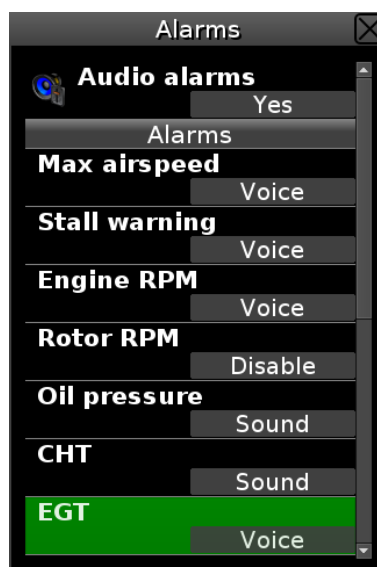 Alarms
Audio alarms
Yes
Alarms
Max airspeed
Voice
Stall warning
Voice
Engine RPM
Voice
Rotor RPM
Disable
Oil pressure
Sound
CHT
Sound
EGT
Voice